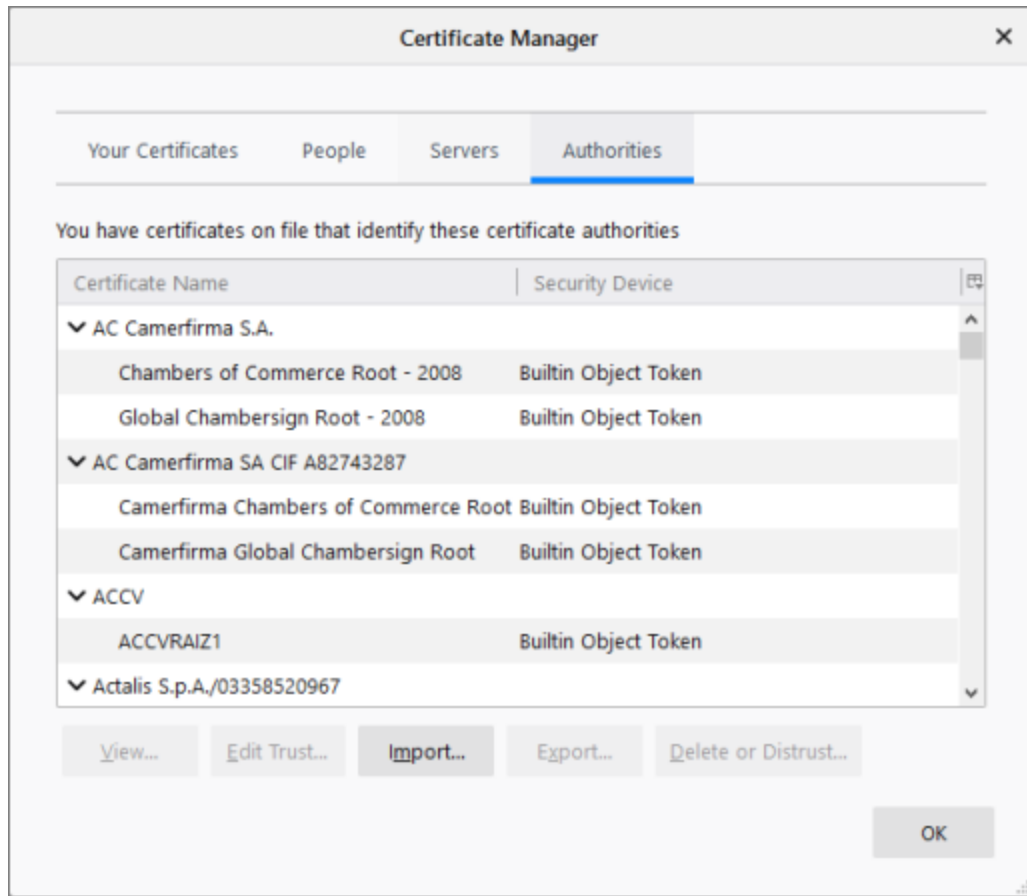 Certificate Manager
Your Certificates People Servers Authorities
You have certificates on file that identify these certificate authorities
Certificate Name Security Device
AC Camerfirma S.A.
Chambers of Commerce Root - 2008 Builtin Object Token
Global Chambersign Root - 2008 Builtin Object Token
AC Camerfirma SA CIF A82743287
Camerfirma Chambers of Commerce Root Builtin Object Token
Camerfirma Global Chambersign Root Builtin Object Token
ACCV
ACCVRAIZ1 Builtin Object Token
Actalis S.p.A./03358520967
View... Edit Trust... Import... Export... Delete or Distrust...
OK